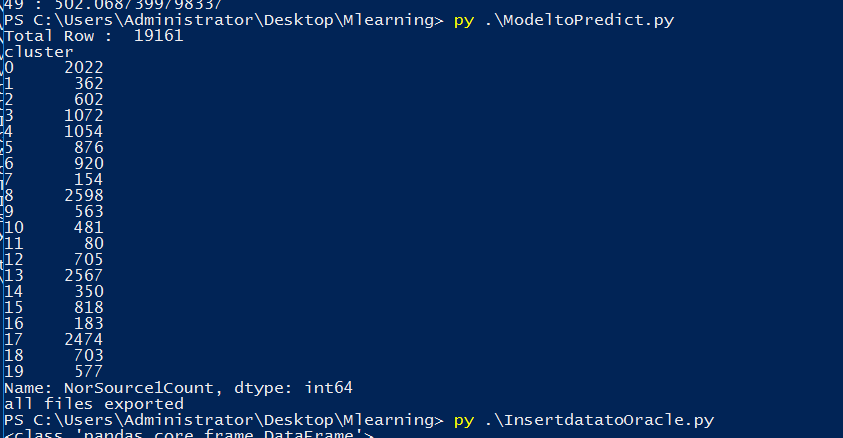 49 : 502.0687399798337
PS C:\Users\Administrator\Desktop\Mlearning> py .\ModeltoPredict.py
Total Row :  19161
cluster
0     2022
1      362
2      602
3     1072
4     1054
5      876
6      920
7      154
8     2598
9      563
10     481
11      80
12     705
13    2567
14     350
15     818
16     183
17    2474
18     703
19     577
Name: NorSource1Count, dtype: int64
all files exported
PS C:\Users\Administrator\Desktop\Mlearning> py .\InsertdatatoOracle.py
<class 'pandas.core.frame.DataFrame'>